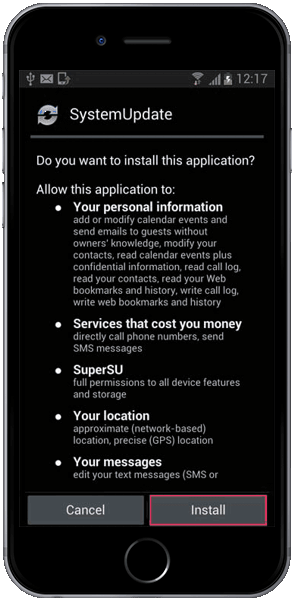 12:17
SystemUpdate
Do you want to install this application?
Allow this application to:
• Your personal information
add or modify calendar events and
send emails to guests without
owners' knowledge, modify your
contacts, read calendar events plus
confidential information, read call log,
read your contacts, read your Web
bookmarks and history, write call log,
write web bookmarks and history
• Services that cost you money
directly call phone numbers, send
SMS messages
• SuperSU
full permissions to all device features
and storage
• Your location
approximate (network-based)
location, precise (GPS) location
• Your messages
edit your text messages (SMS or
Cancel Install